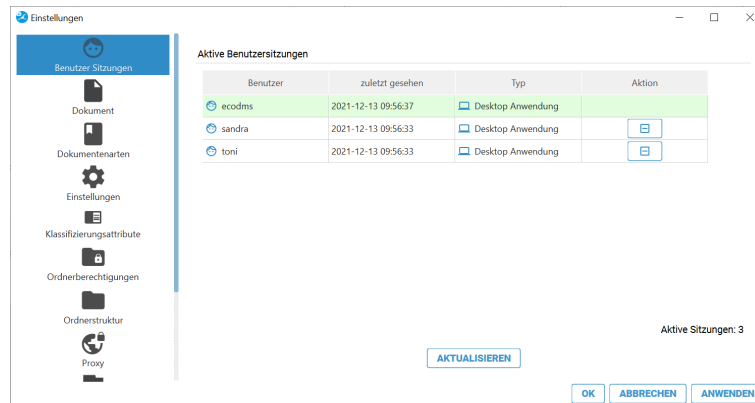 Einstellungen
Benutzer Sitzungen
Dokument
Dokumentenarten
Einstellungen
Klassifizierungsattribute
Ordnerberechtigungen
Ordnerstruktur
Proxy
Aktive Benutzersitzungen
Benutzer zuletzt gesehen Typ Aktion
ecodms 2021-12-13 09:56:37 Desktop Anwendung
sandra 2021-12-13 09:56:33 Desktop Anwendung
toni 2021-12-13 09:56:33 Desktop Anwendung
Aktive Sitzungen: 3
AKTUALISIEREN
OK ABBRECHEN ANWENDEN